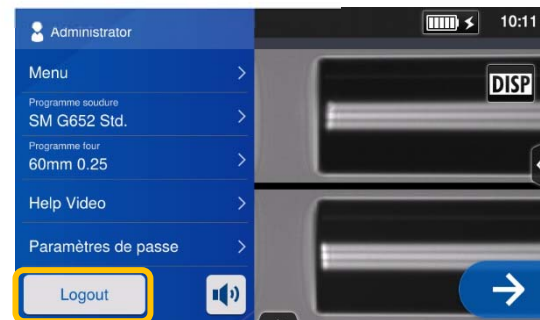 Administrator
10:11
Menu
DISP
Programme soudure
SM G652 Std.
Programme four
60mm 0.25
Help Video
Paramètres de passe
Logout